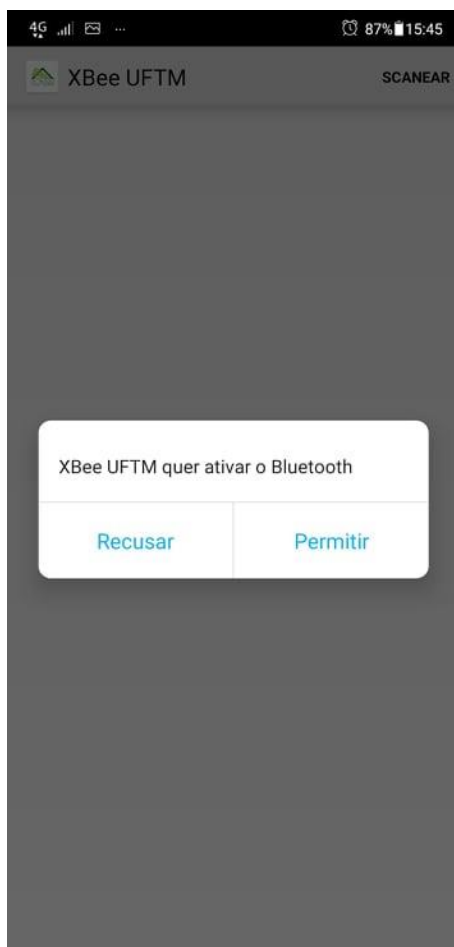 4G ... 87% 15:45
XBee UFTM SCANEAR
XBee UFTM quer ativar o Bluetooth
Recusar Permitir